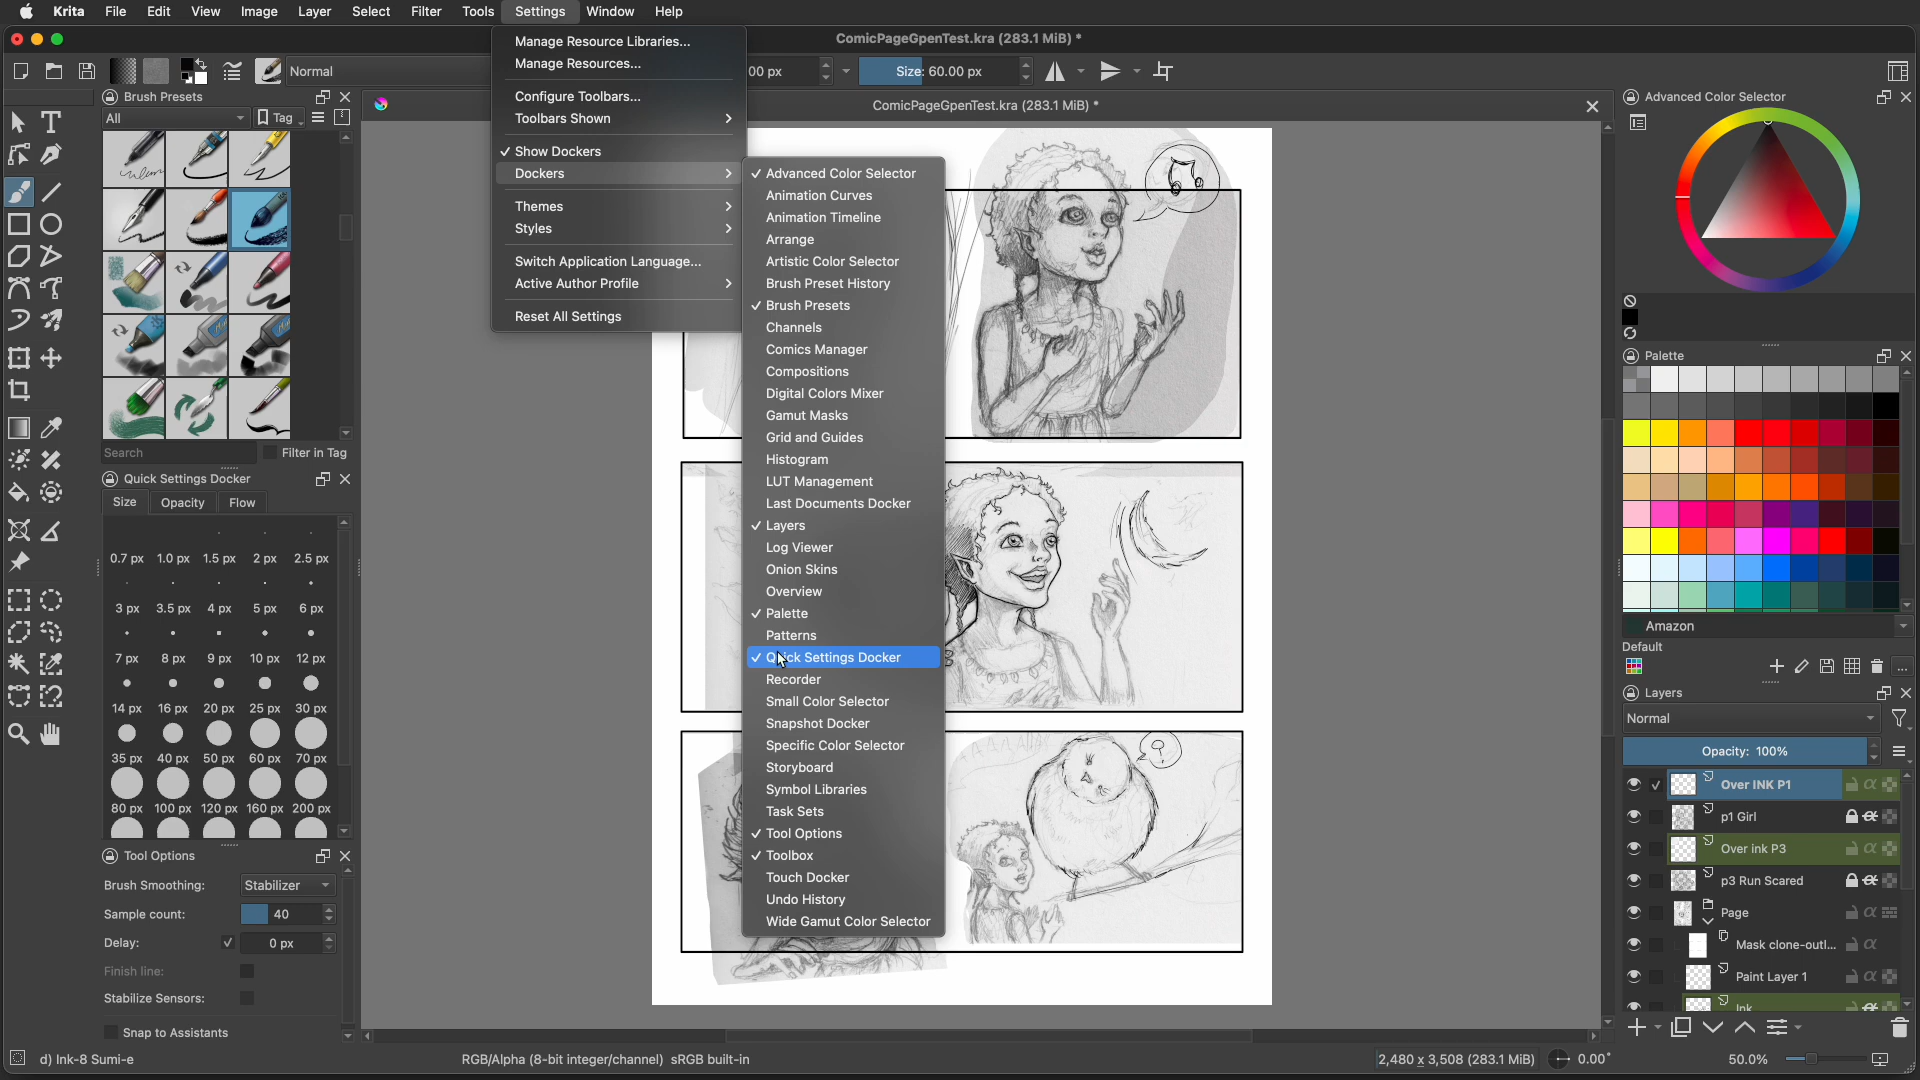 Krita File Edit View Image Layer Select Filter Tools Settings Window Help
ComicPageGpenTest.kra (283.1 MiB) *
Normal
00 px
Size: 60.00 px
Brush Presets
All
Tag
Search
Filter in Tag
Quick Settings Docker
Size Opacity Flow
0.7 px 1.0 px 1.5 px 2 px 2.5 px
3 px 3.5 px 4 px 5 px 6 px
7 px 8 px 9 px 10 px 12 px
14 px 16 px 20 px 25 px 30 px
35 px 40 px 50 px 60 px 70 px
80 px 100 px 120 px 160 px 200 px
Tool Options
Brush Smoothing: Stabilizer
Sample count: 40
Delay: 0 px
Finish line:
Stabilize Sensors:
Snap to Assistants
Manage Resource Libraries...
Manage Resources...
Configure Toolbars...
Toolbars Shown
Show Dockers
Dockers
Themes
Styles
Switch Application Language...
Active Author Profile
Reset All Settings
ComicPageGpenTest.kra (283.1 MiB) *
Advanced Color Selector
Animation Curves
Animation Timeline
Arrange
Artistic Color Selector
Brush Preset History
Brush Presets
Channels
Comics Manager
Compositions
Digital Colors Mixer
Gamut Masks
Grid and Guides
Histogram
LUT Management
Last Documents Docker
Layers
Log Viewer
Onion Skins
Overview
Palette
Patterns
Quick Settings Docker
Recorder
Small Color Selector
Snapshot Docker
Specific Color Selector
Storyboard
Symbol Libraries
Task Sets
Tool Options
Toolbox
Touch Docker
Undo History
Wide Gamut Color Selector
Advanced Color Selector
Palette
Amazon
Default
...
Layers
Normal
Opacity: 100%
Over INK P1
p1 Girl
Over ink P3
p3 Run Scared
Page
Mask clone-outl...
Paint Layer 1
Ink
d) Ink-8 Sumi-e
RGB/Alpha (8-bit integer/channel) sRGB built-in
2,480 x 3,508 (283.1 MiB)
0.00°
50.0%